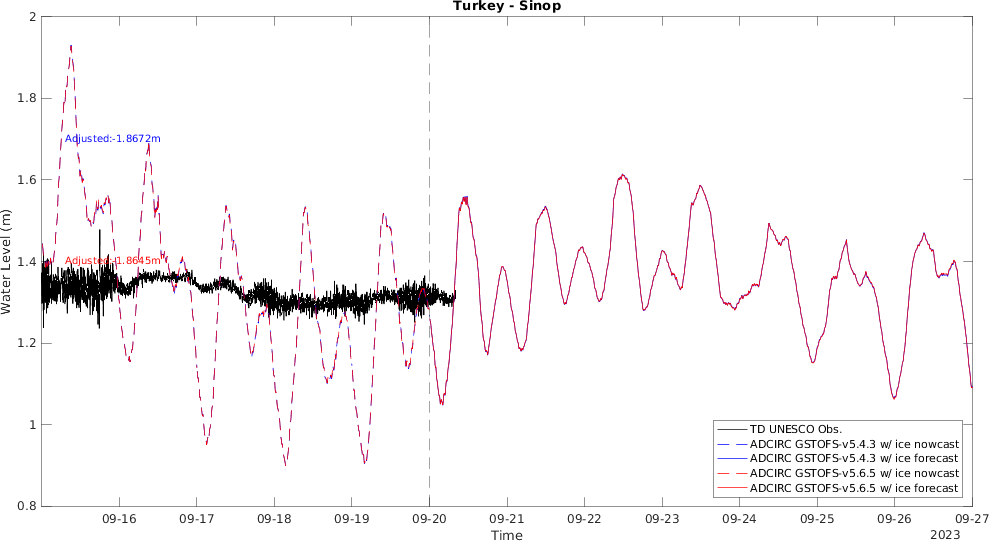 Turkey - Sinop
Water Level (m)
2
1.8
1.6
1.4
1.2
1
0.8
Adjusted:-1.8672m
Adjusted:-1.8645m
TD UNESCO Obs.
ADCIRC GSTOFS-v5.4.3 w/ ice nowcast
ADCIRC GSTOFS-v5.4.3 w/ ice forecast
ADCIRC GSTOFS-v5.6.5 w/ ice nowcast
ADCIRC GSTOFS-v5.6.5 w/ ice forecast
09-16 09-17 09-18 09-19 09-20 09-21 09-22 09-23 09-24 09-25 09-26 09-27
Time
2023